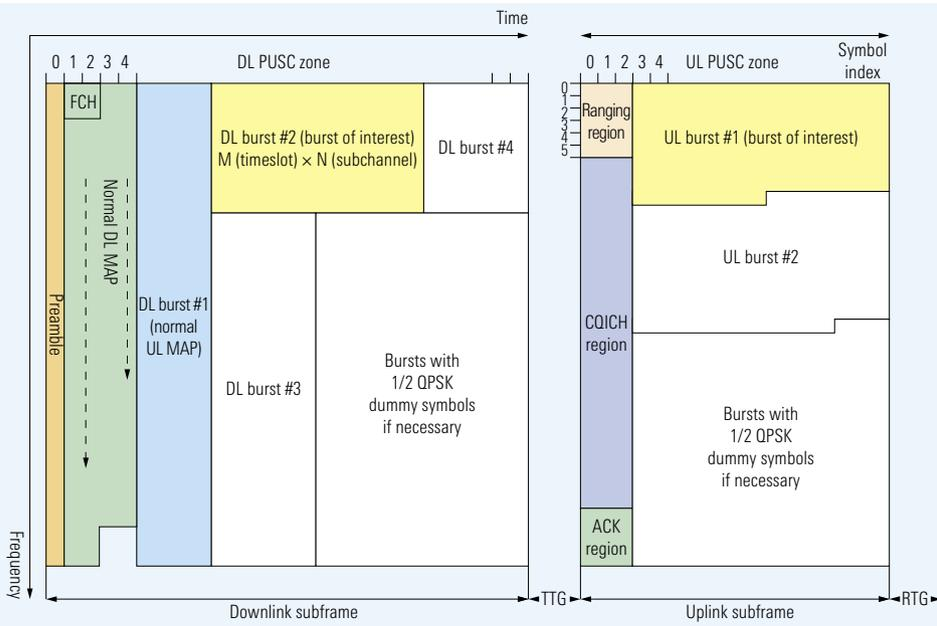 Time
0 1 2 3 4
DL PUSC zone
0 1 2 3 4
UL PUSC zone
Symbol
index
FCH
Normal DL MAP
Preamble
DL burst #1
(normal
UL MAP)
DL burst #2 (burst of interest)
M (timeslot) × N (subchannel)
DL burst #4
DL burst #3
Bursts with
1/2 QPSK
dummy symbols
if necessary
0
1
2
3
4
5
Ranging
region
UL burst #1 (burst of interest)
UL burst #2
CQICH
region
Bursts with
1/2 QPSK
dummy symbols
if necessary
ACK
region
Frequency
Downlink subframe
TTG
Uplink subframe
RTG